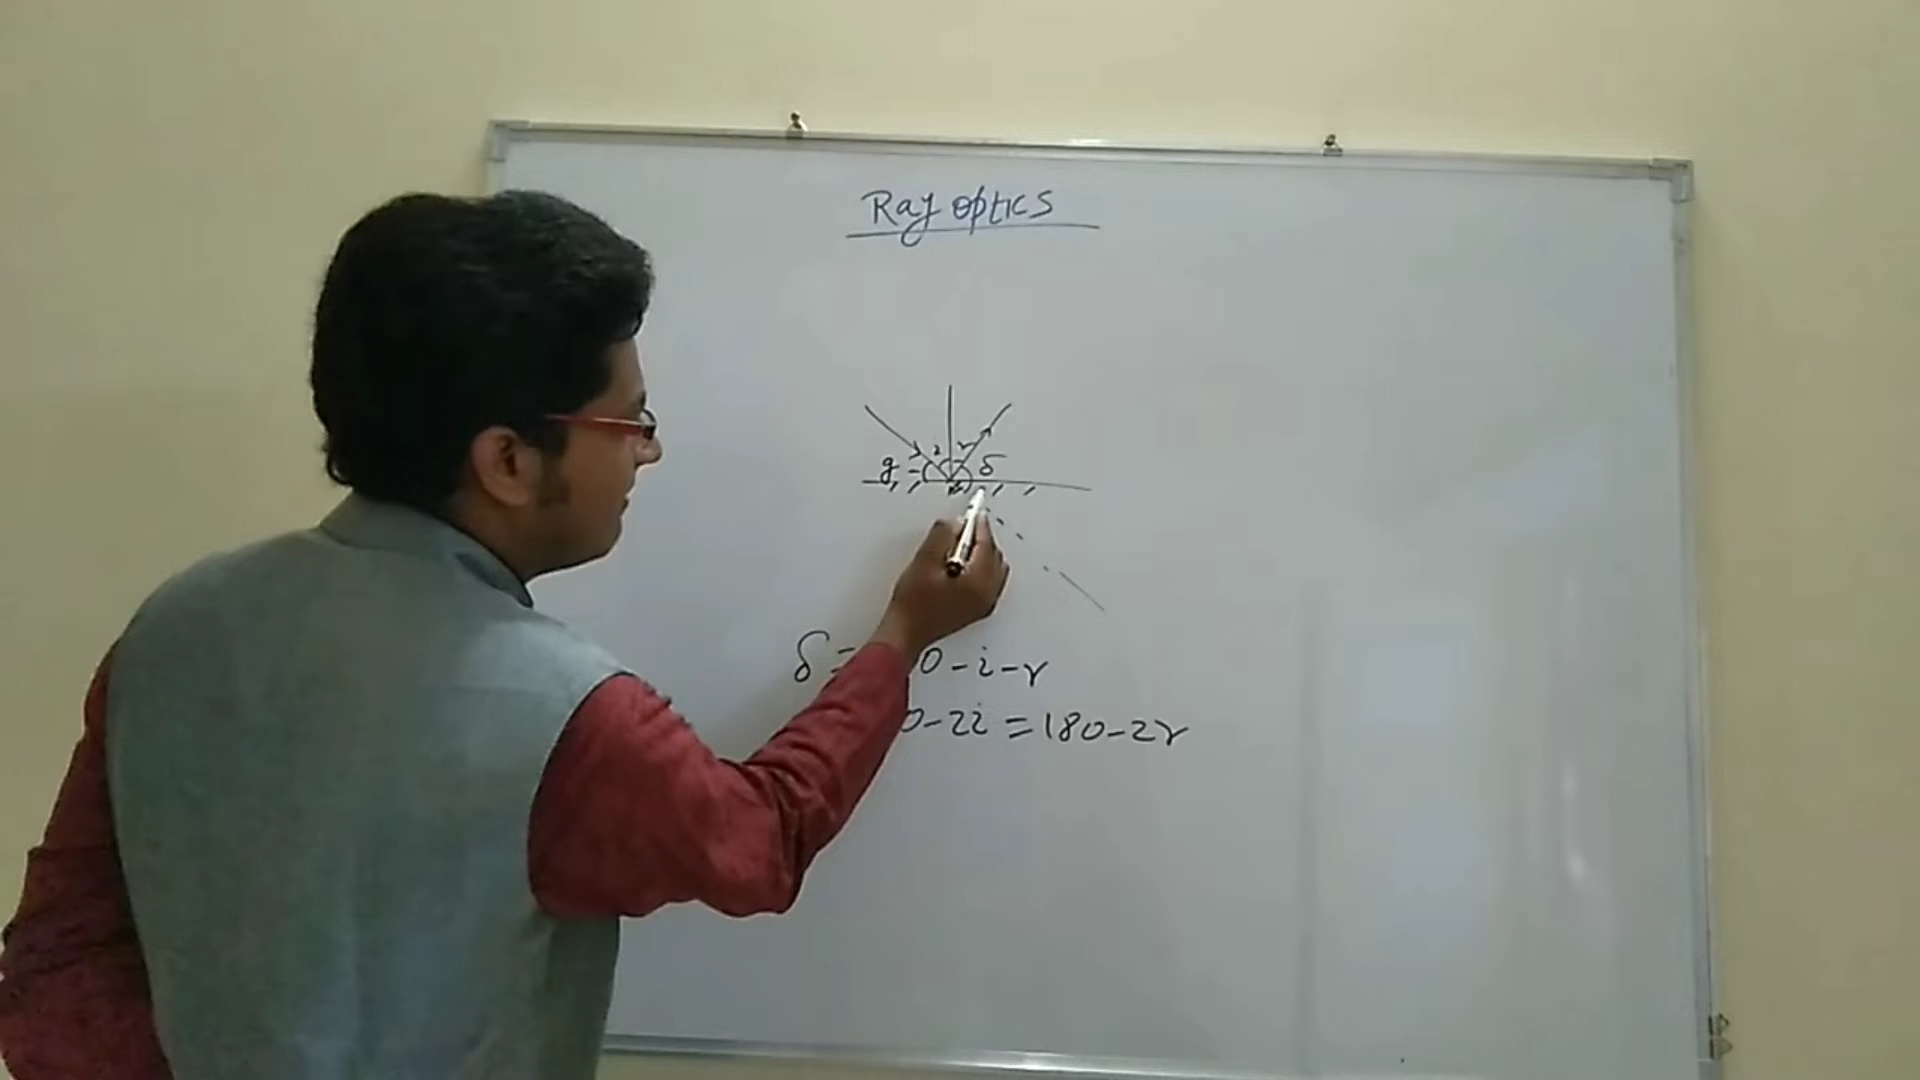 Ray optics
i r
g δ
δ = 0-i-r
0-2i = 180-2r